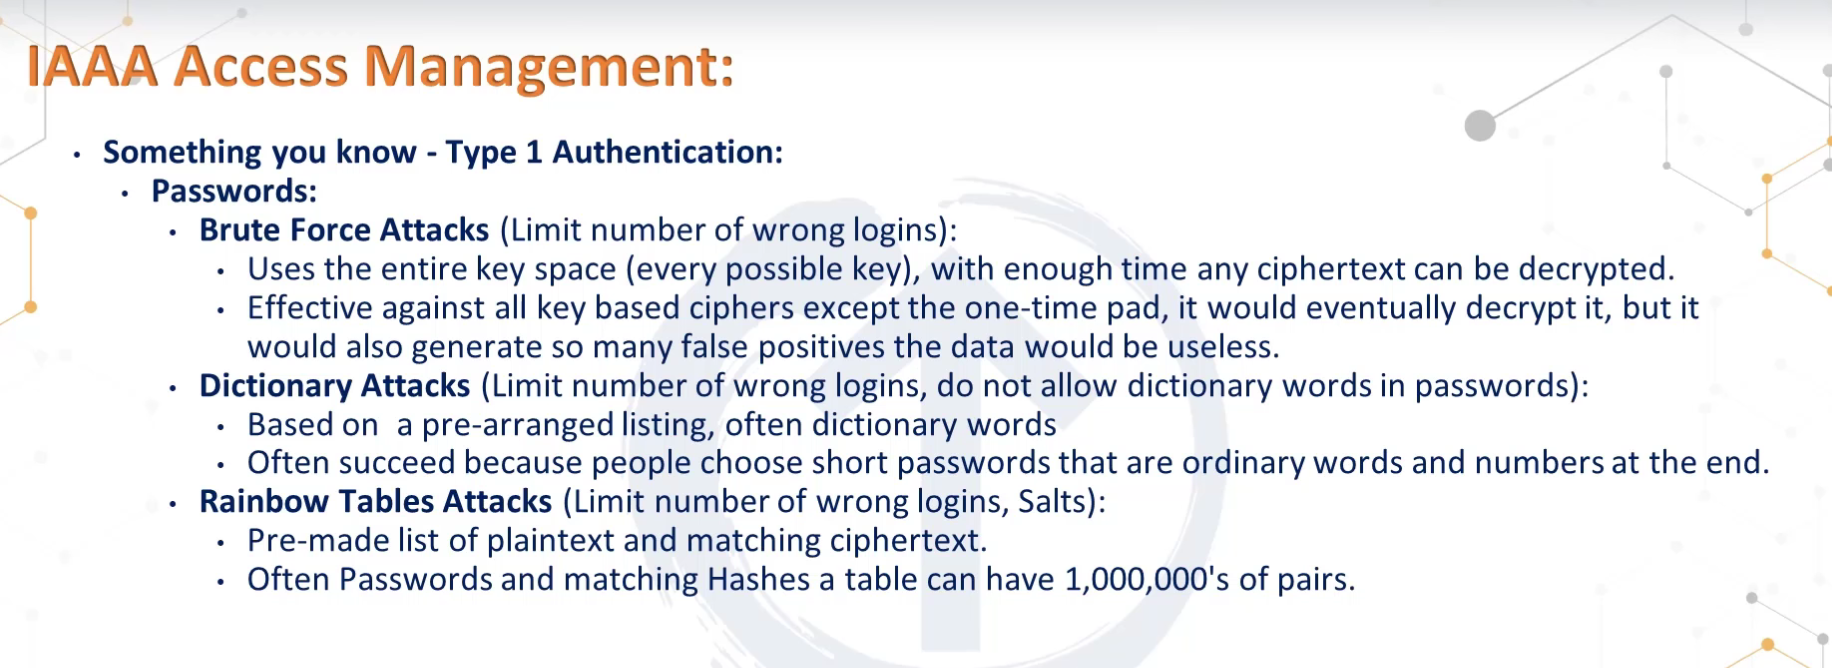 IAAA Access Management:
• Something you know - Type 1 Authentication:
• Passwords:
• Brute Force Attacks (Limit number of wrong logins):
• Uses the entire key space (every possible key), with enough time any ciphertext can be decrypted.
• Effective against all key based ciphers except the one-time pad, it would eventually decrypt it, but it
would also generate so many false positives the data would be useless.
• Dictionary Attacks (Limit number of wrong logins, do not allow dictionary words in passwords):
• Based on  a pre-arranged listing, often dictionary words
• Often succeed because people choose short passwords that are ordinary words and numbers at the end.
• Rainbow Tables Attacks (Limit number of wrong logins, Salts):
• Pre-made list of plaintext and matching ciphertext.
• Often Passwords and matching Hashes a table can have 1,000,000's of pairs.